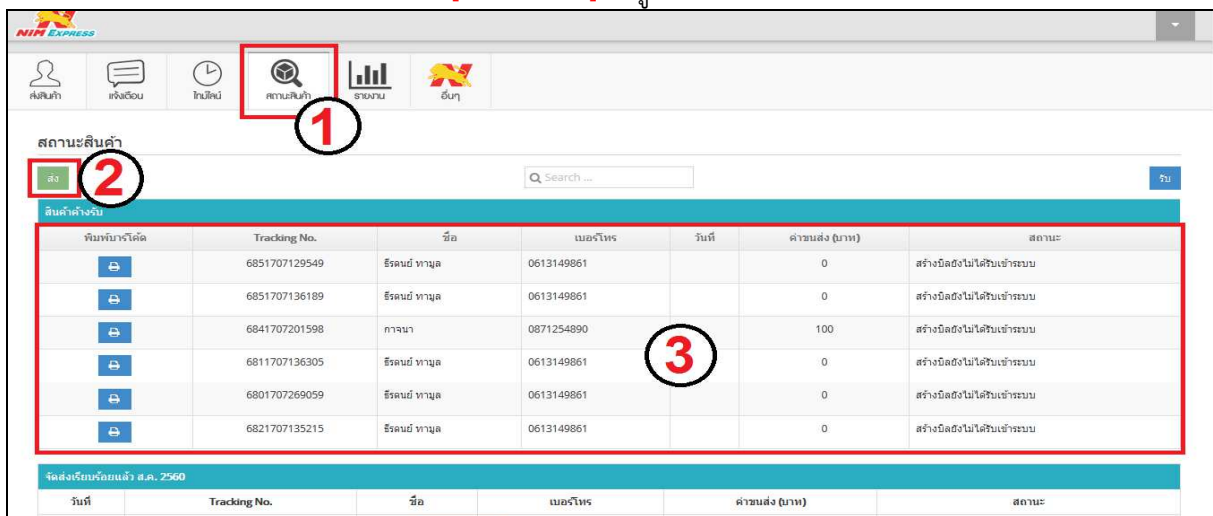 NIM EXPRESS
ส่งสินค้า แจ้งเตือน ไทม์ไลน์ สถานะสินค้า รายงาน อื่นๆ
1
สถานะสินค้า
ส่ง 2 Search ... รับ
สินค้าค้างรับ
พิมพ์บาร์โค้ด Tracking No. ชื่อ เบอร์โทร วันที่ ค่าขนส่ง (บาท) สถานะ
6851707129549 ธีรดนย์ ทามูล 0613149861 0 สร้างบิลยังไม่ได้รับเข้าระบบ
6851707136189 ธีรดนย์ ทามูล 0613149861 0 สร้างบิลยังไม่ได้รับเข้าระบบ
6841707201598 กาจนา 0871254890 100 สร้างบิลยังไม่ได้รับเข้าระบบ
3
6811707136305 ธีรดนย์ ทามูล 0613149861 0 สร้างบิลยังไม่ได้รับเข้าระบบ
6801707269059 ธีรดนย์ ทามูล 0613149861 0 สร้างบิลยังไม่ได้รับเข้าระบบ
6821707135215 ธีรดนย์ ทามูล 0613149861 0 สร้างบิลยังไม่ได้รับเข้าระบบ
จัดส่งเรียบร้อยแล้ว ส.ค. 2560
วันที่ Tracking No. ชื่อ เบอร์โทร ค่าขนส่ง (บาท) สถานะ